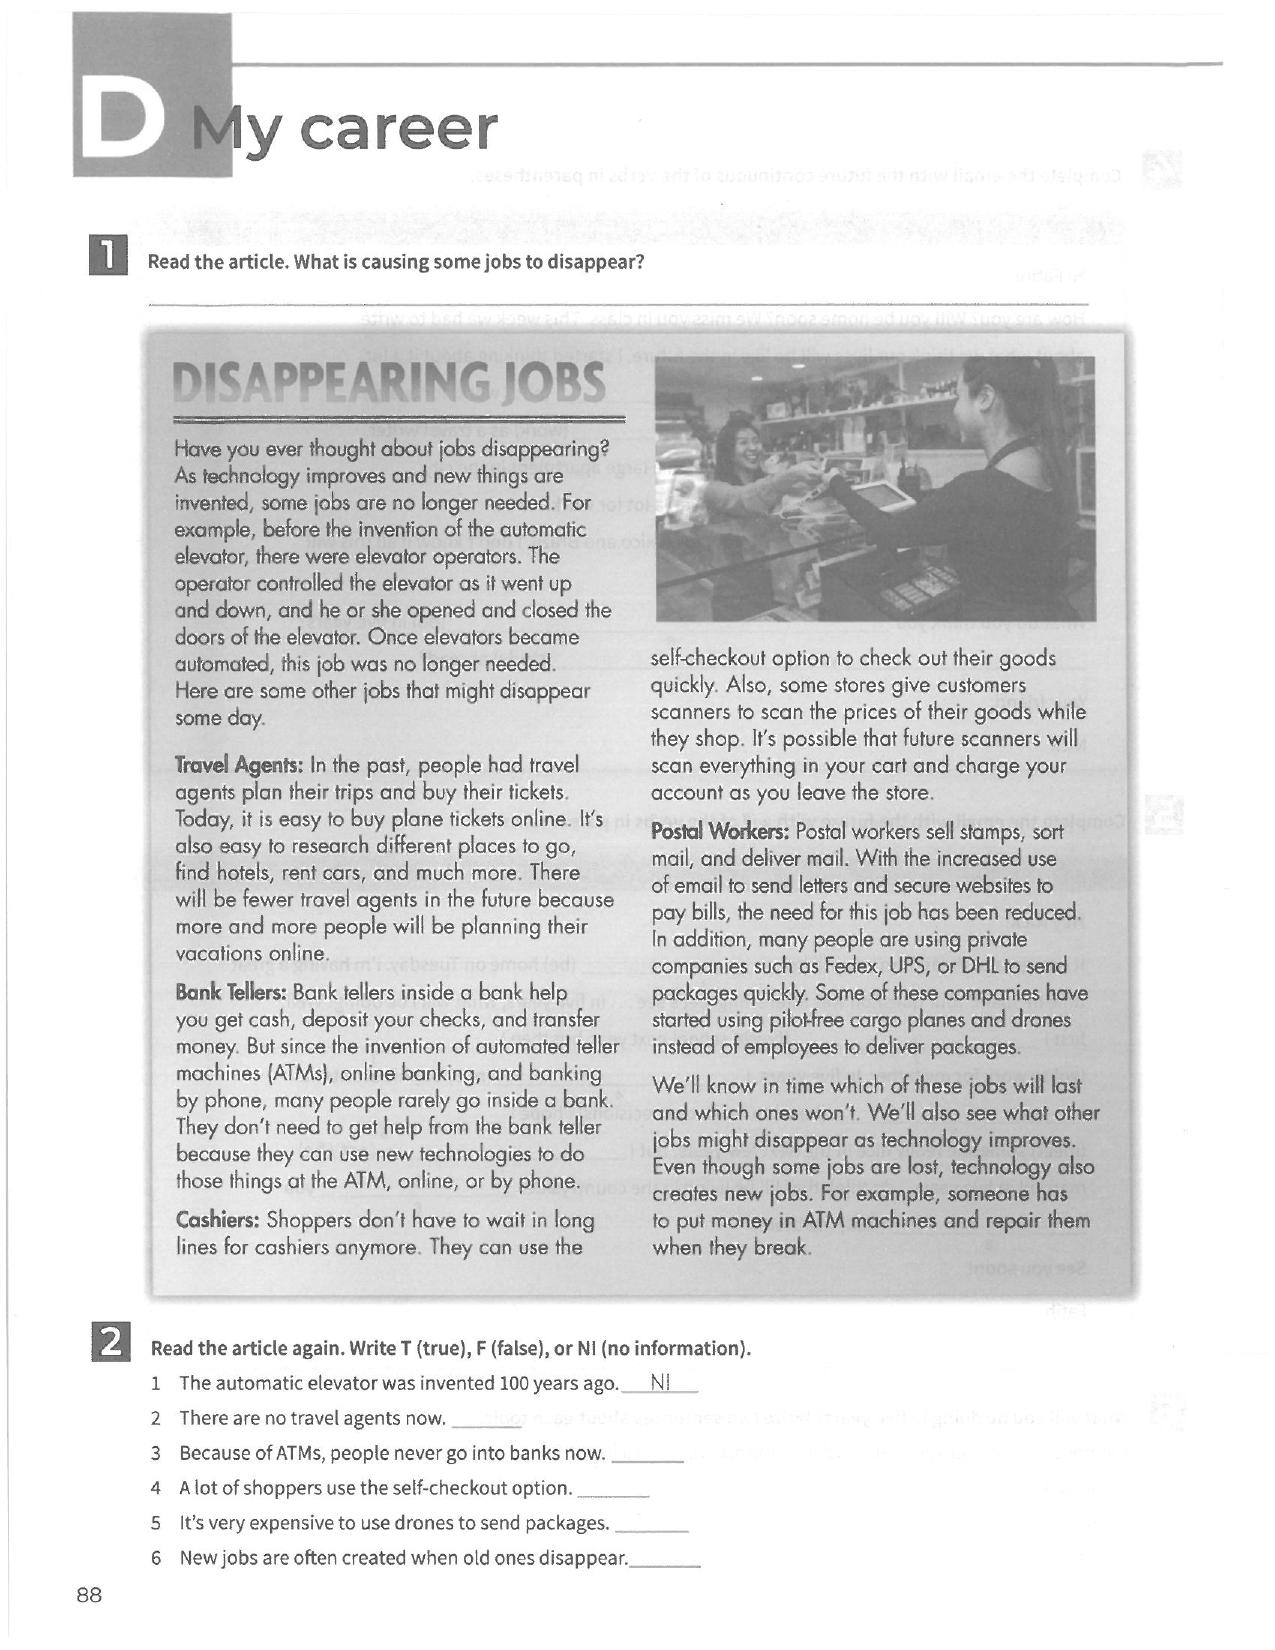 D My career
1 Read the article. What is causing some jobs to disappear?
DISAPPEARING JOBS
Have you ever thought about jobs disappearing?
As technology improves and new things are
invented, some jobs are no longer needed. For
example, before the invention of the automatic
elevator, there were elevator operators. The
operator controlled the elevator as it went up
and down, and he or she opened and closed the
doors of the elevator. Once elevators became
automated, this job was no longer needed.
Here are some other jobs that might disappear
some day.
Travel Agents: In the past, people had travel
agents plan their trips and buy their tickets.
Today, it is easy to buy plane tickets online. It's
also easy to research different places to go,
find hotels, rent cars, and much more. There
will be fewer travel agents in the future because
more and more people will be planning their
vacations online.
Bank Tellers: Bank tellers inside a bank help
you get cash, deposit your checks, and transfer
money. But since the invention of automated teller
machines (ATMs), online banking, and banking
by phone, many people rarely go inside a bank.
They don't need to get help from the bank teller
because they can use new technologies to do
those things at the ATM, online, or by phone.
Cashiers: Shoppers don't have to wait in long
lines for cashiers anymore. They can use the
self-checkout option to check out their goods
quickly. Also, some stores give customers
scanners to scan the prices of their goods while
they shop. It's possible that future scanners will
scan everything in your cart and charge your
account as you leave the store.
Postal Workers: Postal workers sell stamps, sort
mail, and deliver mail. With the increased use
of email to send letters and secure websites to
pay bills, the need for this job has been reduced.
In addition, many people are using private
companies such as Fedex, UPS, or DHL to send
packages quickly. Some of these companies have
started using pilot-free cargo planes and drones
instead of employees to deliver packages.
We'll know in time which of these jobs will last
and which ones won't. We'll also see what other
jobs might disappear as technology improves.
Even though some jobs are lost, technology also
creates new jobs. For example, someone has
to put money in ATM machines and repair them
when they break.
2 Read the article again. Write T (true), F (false), or NI (no information).
1 The automatic elevator was invented 100 years ago. NI
2 There are no travel agents now.
3 Because of ATMs, people never go into banks now.
4 A lot of shoppers use the self-checkout option.
5 It's very expensive to use drones to send packages.
6 New jobs are often created when old ones disappear.
88